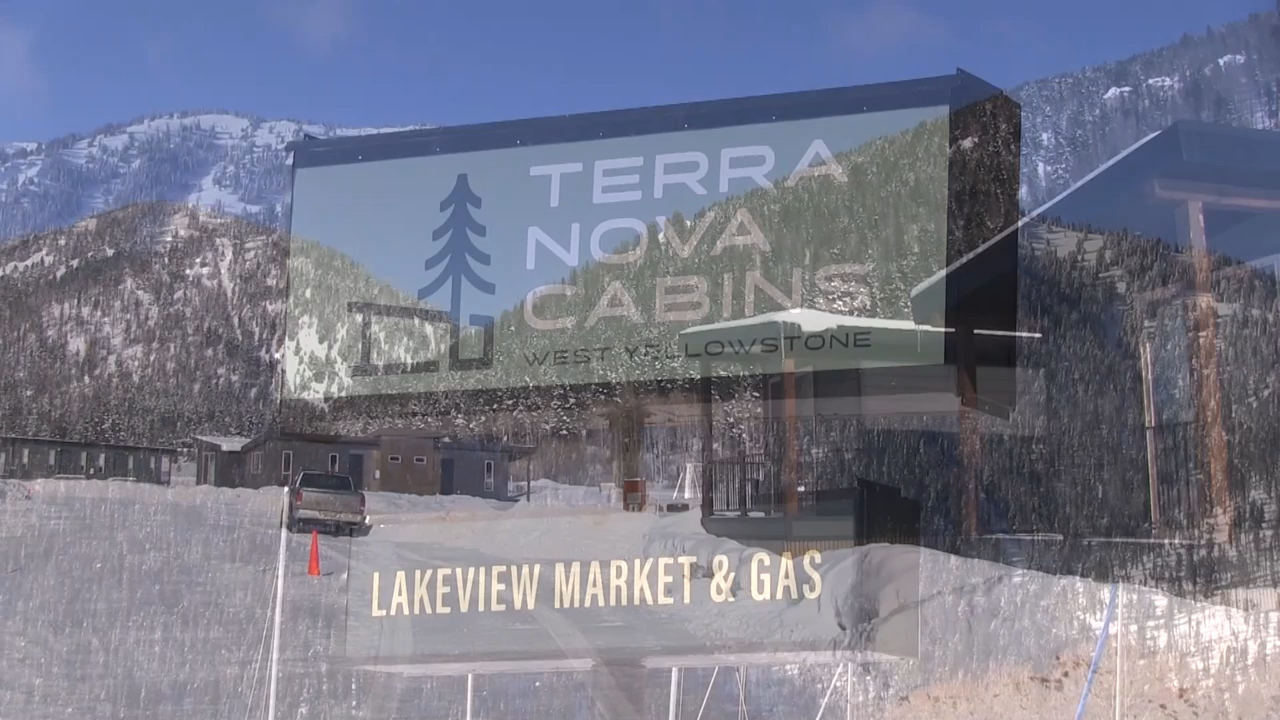 TERRA
NOVA
CABINS
WEST YELLOWSTONE
LAKEVIEW MARKET & GAS